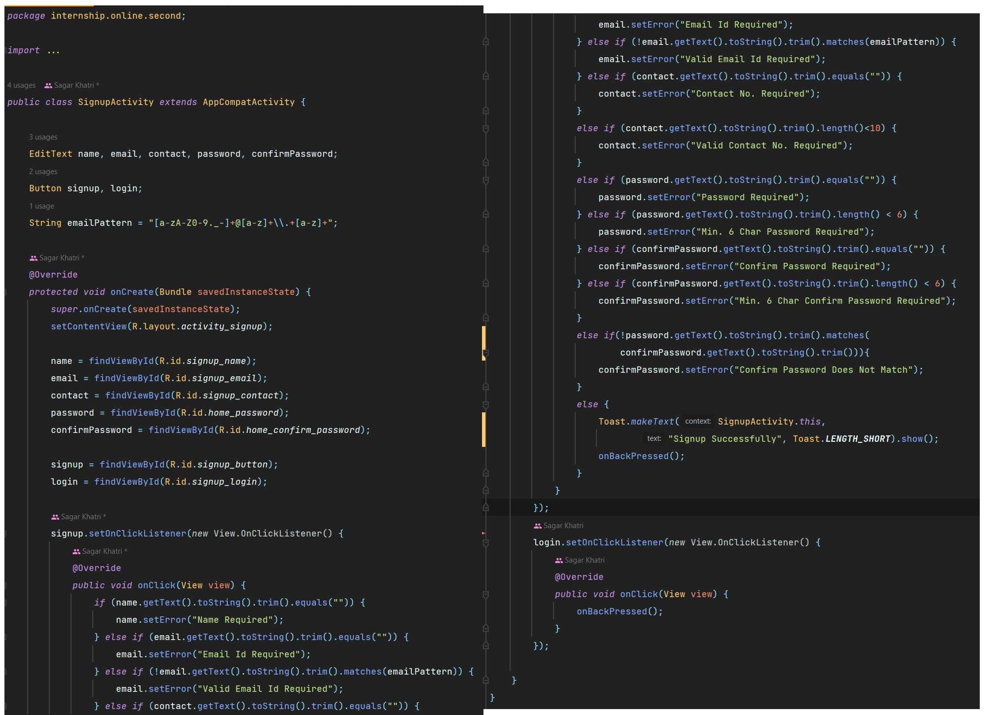 package internship.online.second;
import ...
4 usages Sagar Khatri *
public class SignupActivity extends AppCompatActivity {
3 usages
EditText name, email, contact, password, confirmPassword;
2 usages
Button signup, login;
1 usage
String emailPattern = "[a-zA-Z0-9._-]+@[a-z]+\\.+[a-z]+";
Sagar Khatri *
@Override
protected void onCreate(Bundle savedInstanceState) {
super.onCreate(savedInstanceState);
setContentView(R.layout.activity_signup);
name = findViewById(R.id.signup_name);
email = findViewById(R.id.signup_email);
contact = findViewById(R.id.signup_contact);
password = findViewById(R.id.home_password);
confirmPassword = findViewById(R.id.home_confirm_password);
signup = findViewById(R.id.signup_button);
login = findViewById(R.id.signup_login);
Sagar Khatri *
signup.setOnClickListener(new View.OnClickListener() {
Sagar Khatri *
@Override
public void onClick(View view) {
if (name.getText().toString().trim().equals("")) {
name.setError("Name Required");
} else if (email.getText().toString().trim().equals("")) {
email.setError("Email Id Required");
} else if (!email.getText().toString().trim().matches(emailPattern)) {
email.setError("Valid Email Id Required");
} else if (contact.getText().toString().trim().equals("")) {
email.setError("Email Id Required");
} else if (!email.getText().toString().trim().matches(emailPattern)) {
email.setError("Valid Email Id Required");
} else if (contact.getText().toString().trim().equals("")) {
contact.setError("Contact No. Required");
}
else if (contact.getText().toString().trim().length()<10) {
contact.setError("Valid Contact No. Required");
}
else if (password.getText().toString().trim().equals("")) {
password.setError("Password Required");
} else if (password.getText().toString().trim().length() < 6) {
password.setError("Min. 6 Char Password Required");
} else if (confirmPassword.getText().toString().trim().equals("")) {
confirmPassword.setError("Confirm Password Required");
} else if (confirmPassword.getText().toString().trim().length() < 6) {
confirmPassword.setError("Min. 6 Char Confirm Password Required");
}
else if(!password.getText().toString().trim().matches(
confirmPassword.getText().toString().trim())){
confirmPassword.setError("Confirm Password Does Not Match");
}
else {
Toast.makeText( context: SignupActivity.this,
text: "Signup Successfully", Toast.LENGTH_SHORT).show();
onBackPressed();
}
}
});
Sagar Khatri
login.setOnClickListener(new View.OnClickListener() {
Sagar Khatri
@Override
public void onClick(View view) {
onBackPressed();
}
});
}
}